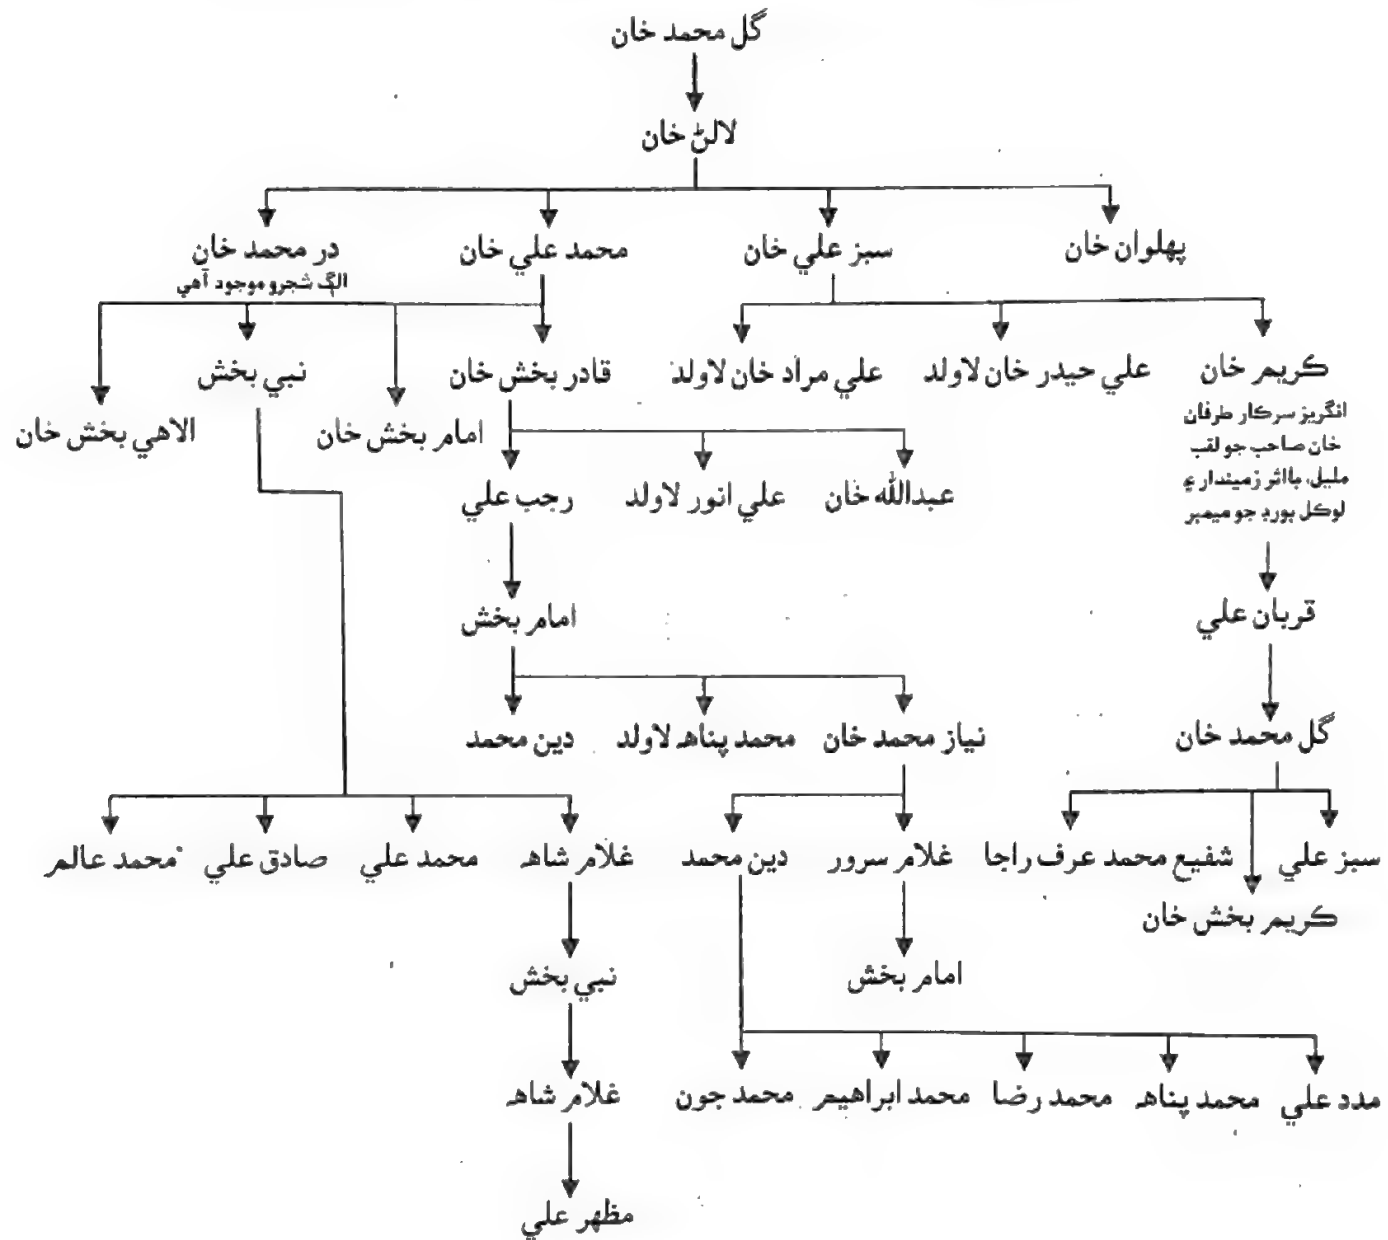 گل محمد خان
لالڻ خان
پهلوان خان
سبز علي خان
محمد علي خان
در محمد خان
الڳ شجرو موجود آهي
ڪريم خان
علي حيدر خان لاولد
علي مراد خان لاولد
قادر بخش خان
نبي بخش
امام بخش خان
الاهي بخش خان
انگريز سرڪار طرفان
خان صاحب جو لقب
مليل، بااثر زميندار ۽
لوڪل بورڊ جو ميمبر
عبدالله خان
علي انور لاولد
رجب علي
قربان علي
امام بخش
گل محمد خان
نياز محمد خان
محمد پناهہ لاولد
دين محمد
سبز علي
شفيع محمد عرف راجا
غلام سرور
دين محمد
غلام شاهہ
محمد علي
صادق علي
محمد عالم
ڪريم بخش خان
امام بخش
نبي بخش
مدد علي
محمد پناهہ
محمد رضا
محمد ابراهيم
محمد جون
غلام شاهہ
مظهر علي